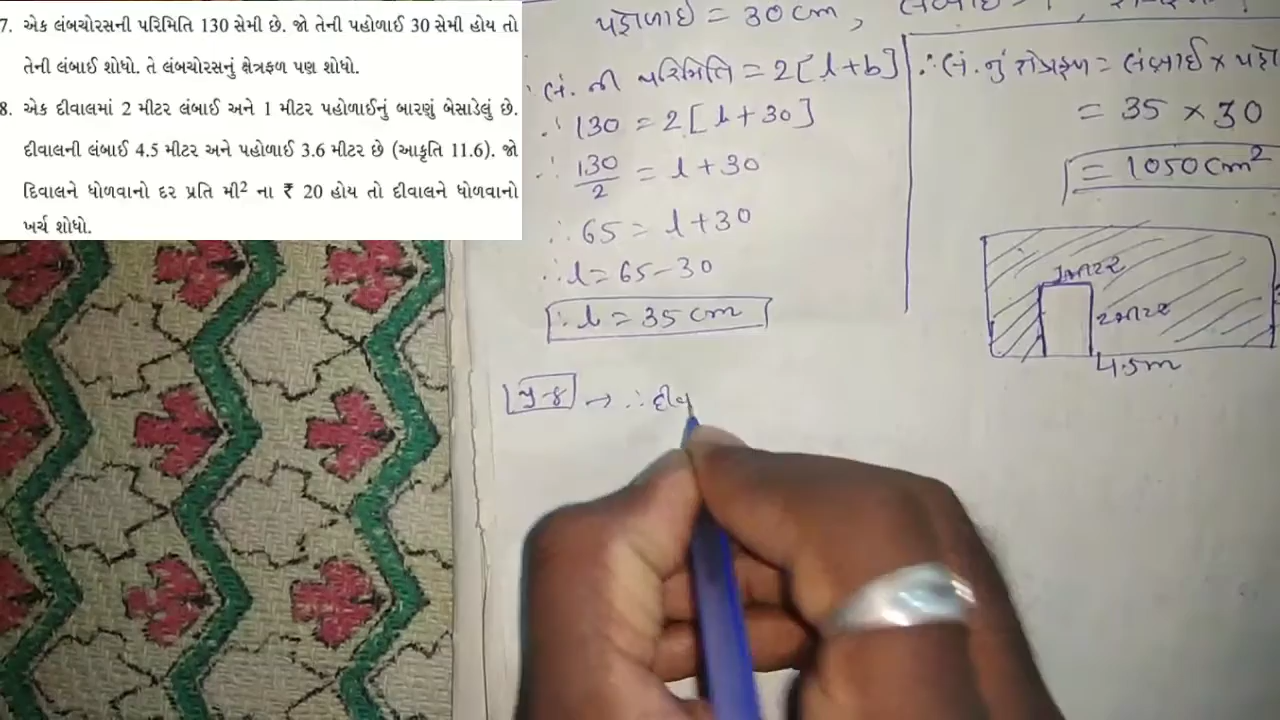 7. એક લંબચોરસની પરિમિતિ 130 સેમી છે. જો તેની પહોળાઈ 30 સેમી હોય તો
તેની લંબાઈ શોધો. તે લંબચોરસનું ક્ષેત્રફળ પણ શોધો.
8. એક દીવાલમાં 2 મીટર લંબાઈ અને 1 મીટર પહોળાઈનું બારણું બેસાડેલું છે.
દીવાલની લંબાઈ 4.5 મીટર અને પહોળાઈ 3.6 મીટર છે (આકૃતિ 11.6). જો
દિવાલને ધોળવાનો દર પ્રતિ મી² ના ₹ 20 હોય તો દીવાલને ધોળવાનો
ખર્ચ શોધો.
પહોળાઈ = 30 cm,
લં. ની પરિમિતિ = 2[l+b]
∴ 130 = 2[l+30]
∴ 130/2 = l+30
∴ 65 = l+30
∴ l = 65-30
∴ l = 35 cm
∴ લં. નું ક્ષેત્રફળ = લંબાઈ × પહો
= 35 × 30
= 1050 cm²
1 મીટર
2 મીટર
4.5m
પ્ર-8 → ∴ દીવ